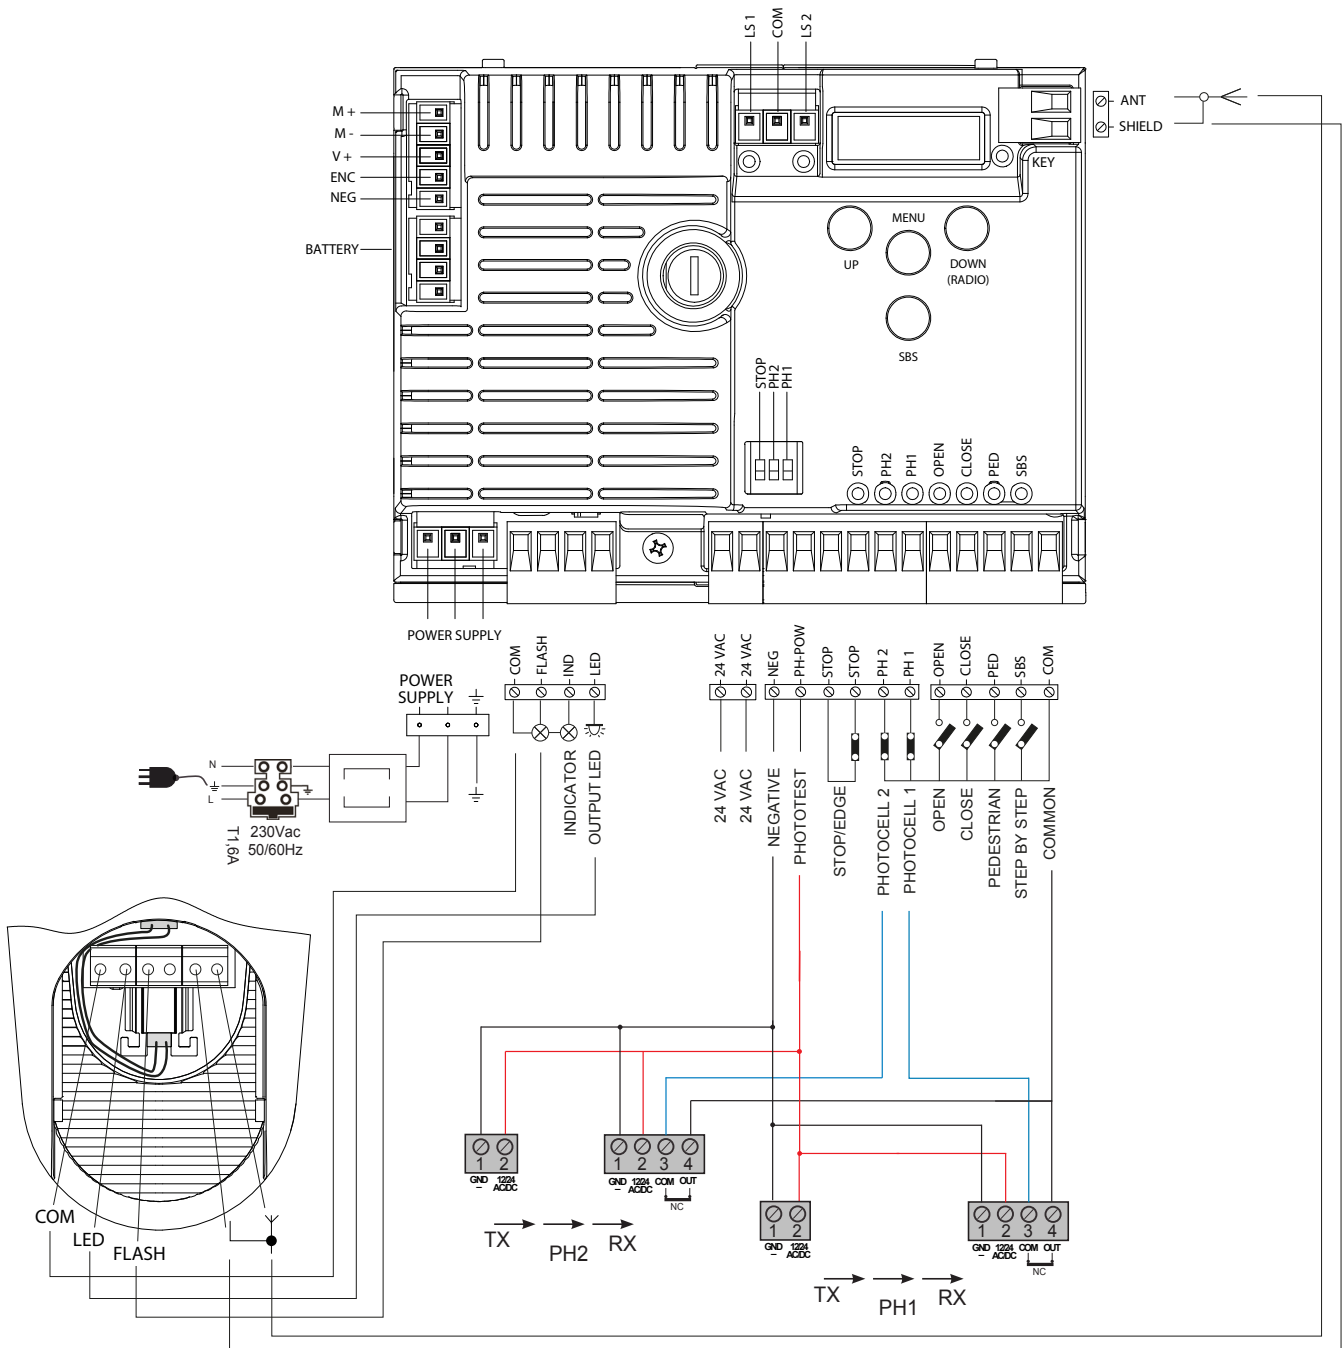 LS 1
COM
LS 2
M +
M -
V +
ENC
NEG
BATTERY
ANT
SHIELD
KEY
MENU
UP
DOWN
(RADIO)
SBS
STOP
PH2
PH1
STOP
PH2
PH1
OPEN
CLOSE
PED
SBS
POWER SUPPLY
COM
FLASH
IND
LED
24 VAC
24 VAC
NEG
PH-POW
STOP
STOP
PH 2
PH 1
OPEN
CLOSE
PED
SBS
COM
POWER
SUPPLY
N
L
T1,6A
230Vac
50/60Hz
INDICATOR
OUTPUT LED
24 VAC
24 VAC
NEGATIVE
PHOTOTEST
STOP/EDGE
PHOTOCELL 2
PHOTOCELL 1
OPEN
CLOSE
PEDESTRIAN
STEP BY STEP
COMMON
COM
LED
FLASH
1 2
GND 12/24
– AC/DC
1 2 3 4
GND 12/24 COM OUT
– AC/DC
NC
TX PH2 RX
1 2
GND 12/24
– AC/DC
1 2 3 4
GND 12/24 COM OUT
– AC/DC
NC
TX PH1 RX